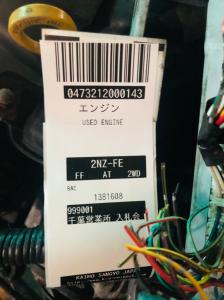 0473212000143
エンジン
USED ENGINE
2NZ-FE
FF AT 2WD
BAC
1381608
999001
千葉営業所 入札会
KAIHO SANGYO JAPAN